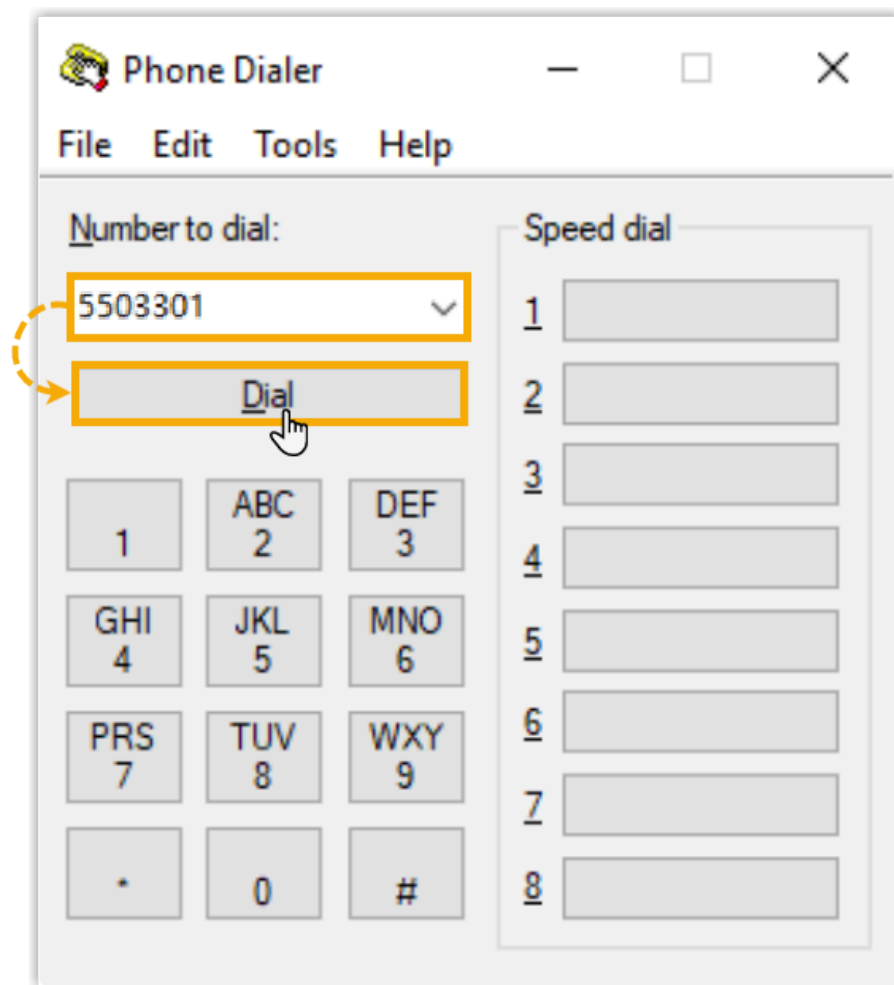 Phone Dialer
File Edit Tools Help
Number to dial:
5503301
Dial
1
ABC
2
DEF
3
GHI
4
JKL
5
MNO
6
PRS
7
TUV
8
WXY
9
*
0
#
Speed dial
1
2
3
4
5
6
7
8